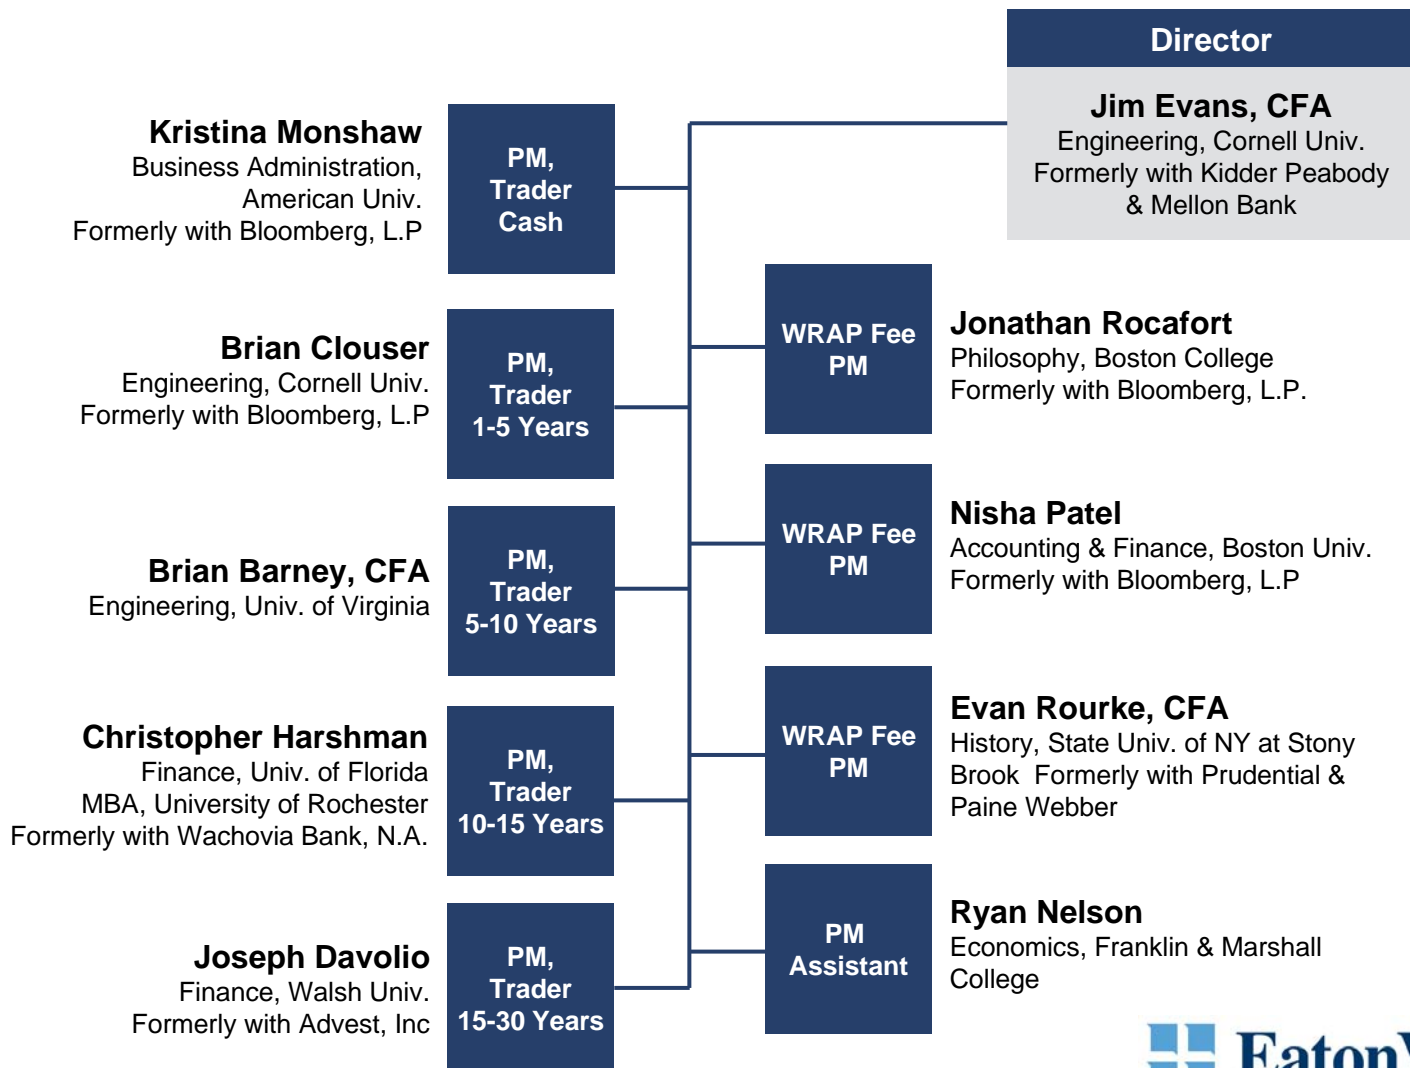 Director
Jim Evans, CFA
Engineering, Cornell Univ.
Formerly with Kidder Peabody
& Mellon Bank
Kristina Monshaw
Business Administration,
American Univ.
Formerly with Bloomberg, L.P
PM,
Trader
Cash
Brian Clouser
Engineering, Cornell Univ.
Formerly with Bloomberg, L.P
PM,
Trader
1-5 Years
Brian Barney, CFA
Engineering, Univ. of Virginia
PM,
Trader
5-10 Years
Christopher Harshman
Finance, Univ. of Florida
MBA, University of Rochester
Formerly with Wachovia Bank, N.A.
PM,
Trader
10-15 Years
Joseph Davolio
Finance, Walsh Univ.
Formerly with Advest, Inc
PM,
Trader
15-30 Years
WRAP Fee
PM
Jonathan Rocafort
Philosophy, Boston College
Formerly with Bloomberg, L.P.
WRAP Fee
PM
Nisha Patel
Accounting & Finance, Boston Univ.
Formerly with Bloomberg, L.P
WRAP Fee
PM
Evan Rourke, CFA
History, State Univ. of NY at Stony
Brook  Formerly with Prudential &
Paine Webber
PM
Assistant
Ryan Nelson
Economics, Franklin & Marshall
College
Eaton